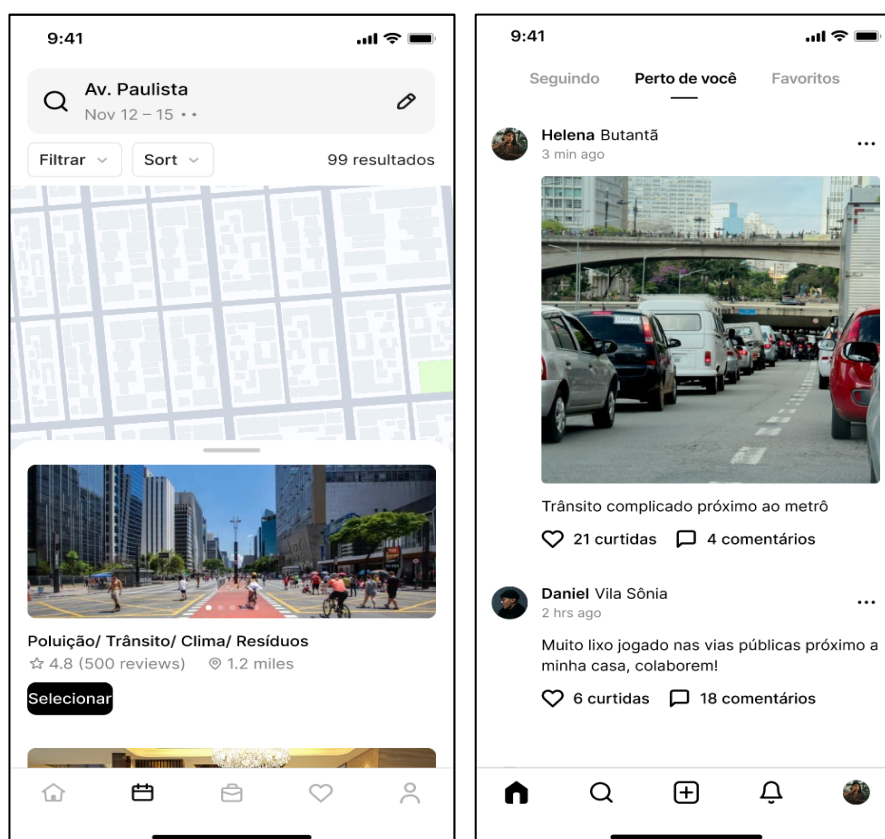 9:41
Av. Paulista
Nov 12 – 15 • •
Filtrar
Sort
99 resultados
Poluição/ Trânsito/ Clima/ Resíduos
4.8 (500 reviews)
1.2 miles
Selecionar
9:41
Seguindo
Perto de você
Favoritos
Helena Butantã
3 min ago
Trânsito complicado próximo ao metrô
21 curtidas
4 comentários
Daniel Vila Sônia
2 hrs ago
Muito lixo jogado nas vias públicas próximo a
minha casa, colaborem!
6 curtidas
18 comentários